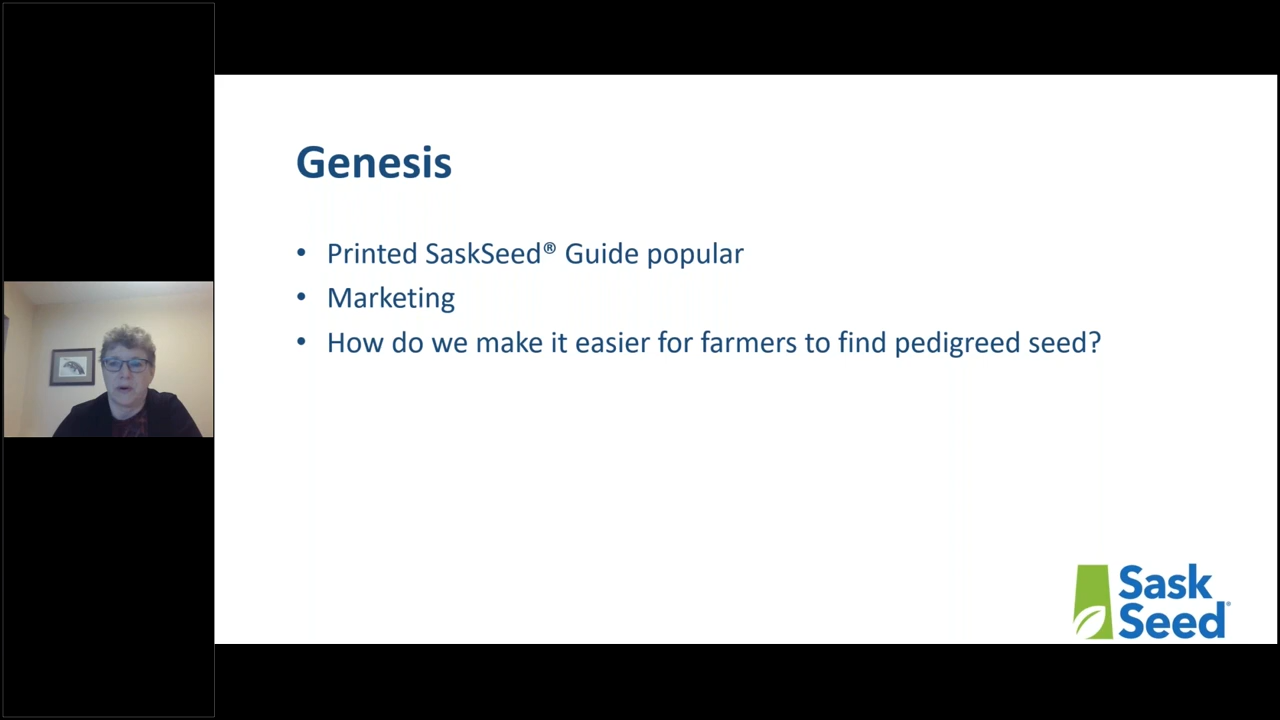 Genesis
• Printed SaskSeed® Guide popular
• Marketing
• How do we make it easier for farmers to find pedigreed seed?
Sask
Seed®